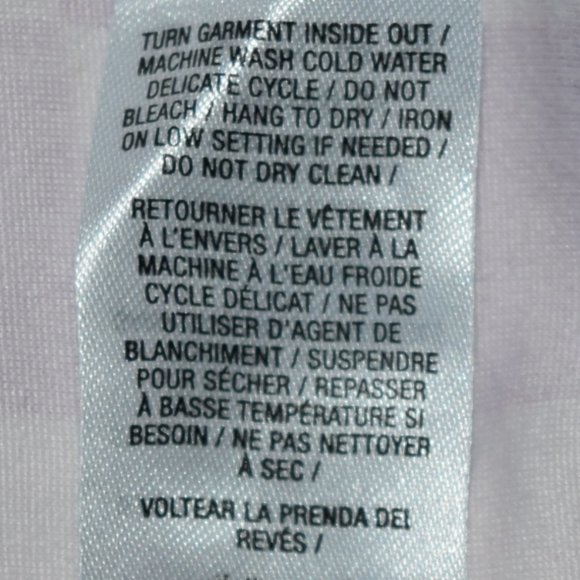 TURN GARMENT INSIDE OUT /
MACHINE WASH COLD WATER
DELICATE CYCLE / DO NOT
BLEACH / HANG TO DRY / IRON
ON LOW SETTING IF NEEDED /
DO NOT DRY CLEAN /
RETOURNER LE VÊTEMENT
À L'ENVERS / LAVER À LA
MACHINE À L'EAU FROIDE
CYCLE DÉLICAT / NE PAS
UTILISER D'AGENT DE
BLANCHIMENT / SUSPENDRE
POUR SÉCHER / REPASSER
À BASSE TEMPÉRATURE SI
BESOIN / NE PAS NETTOYER
À SEC /
VOLTEAR LA PRENDA DEL
REVÉS /